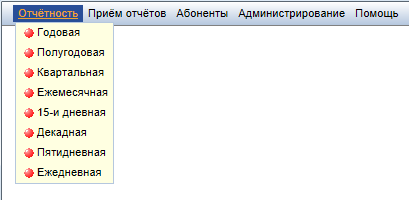 Отчётность Приём отчётов Абоненты Администрирование Помощь
Годовая
Полугодовая
Квартальная
Ежемесячная
15-и дневная
Декадная
Пятидневная
Ежедневная